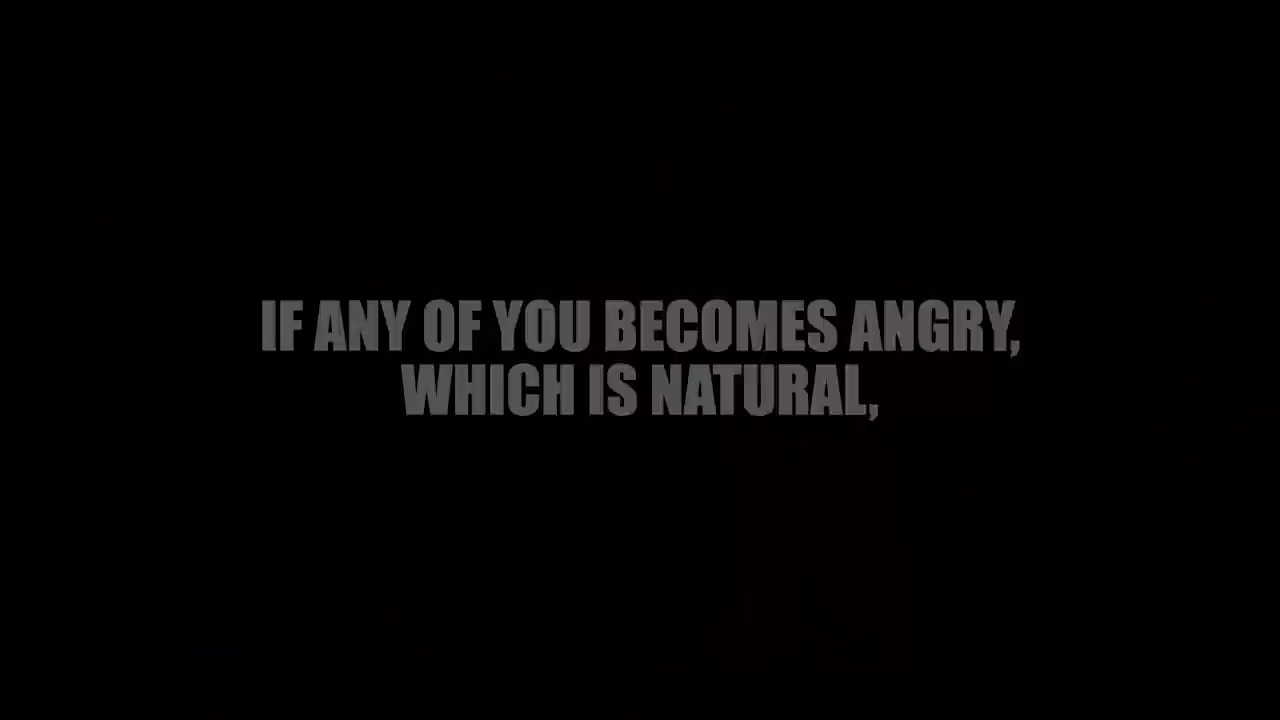 IF ANY OF YOU BECOMES ANGRY,
WHICH IS NATURAL,